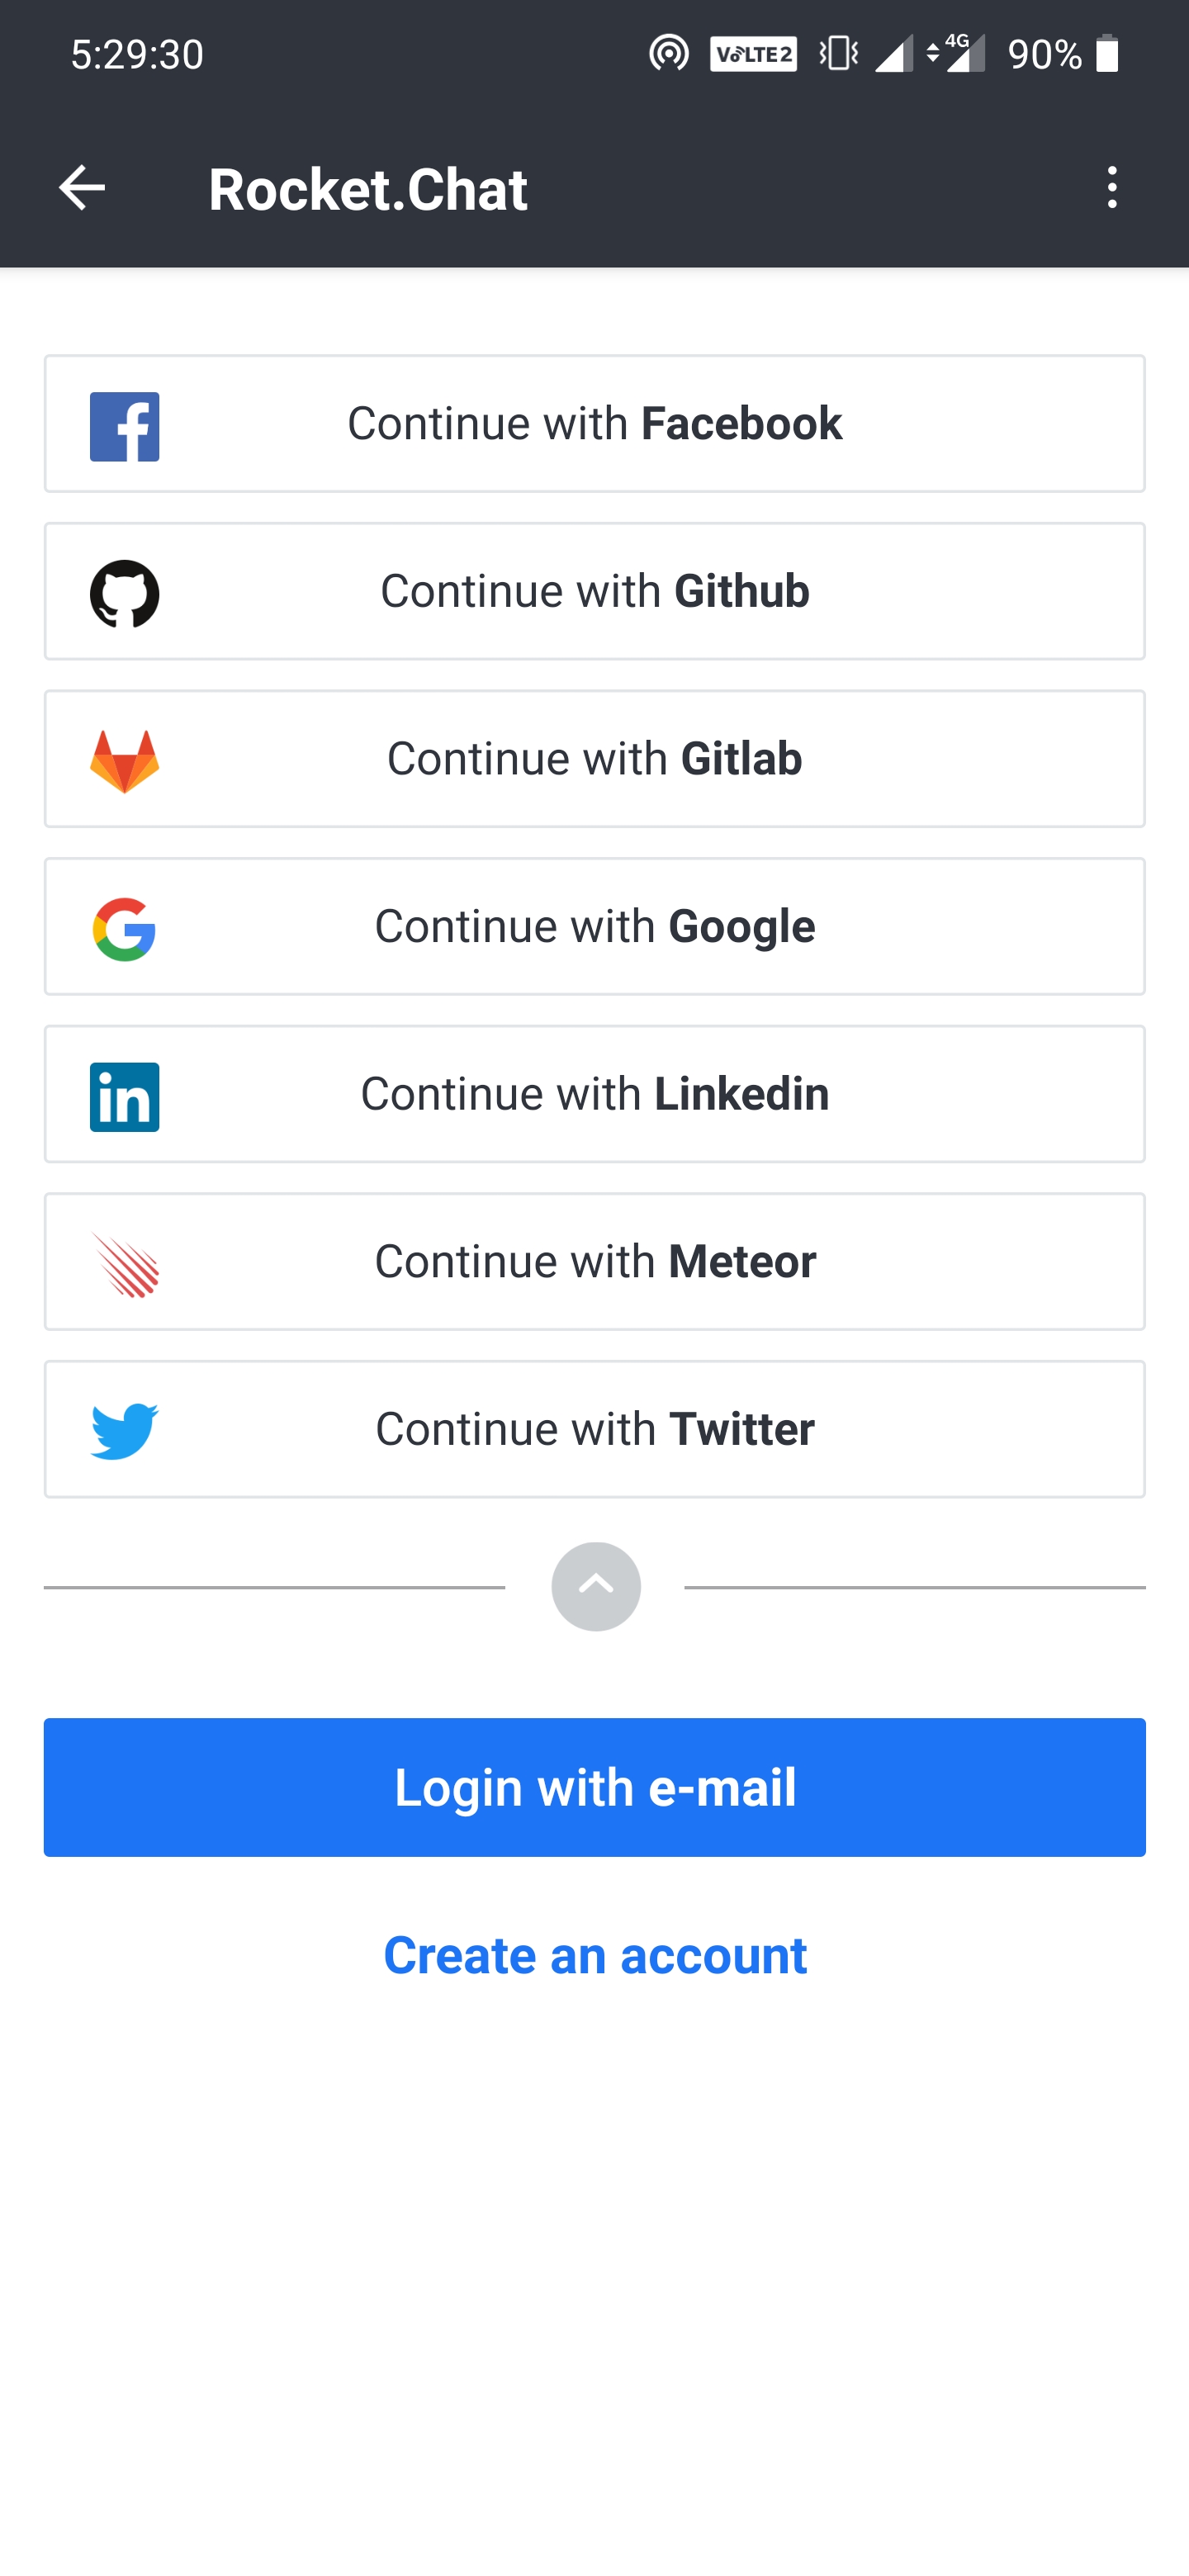 5:29:30 VoLTE2 4G 90%
Rocket.Chat
Continue with Facebook
Continue with Github
Continue with Gitlab
Continue with Google
in Continue with Linkedin
Continue with Meteor
Continue with Twitter
Login with e-mail
Create an account